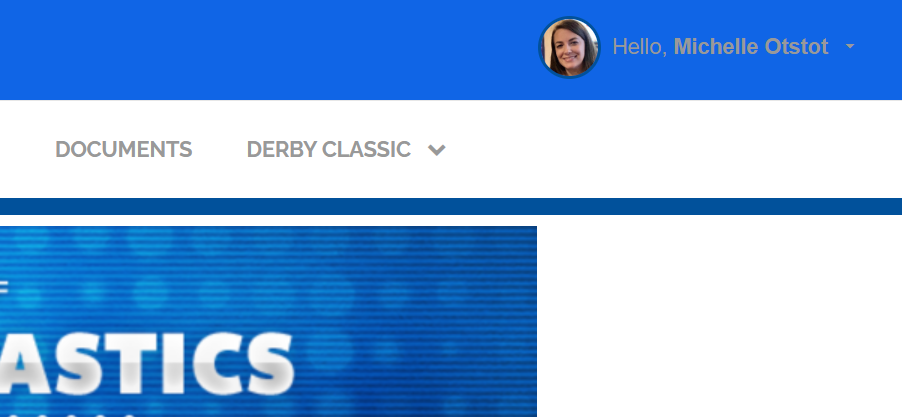 Hello, Michelle Otstot
DOCUMENTS DERBY CLASSIC
F
ASTICS